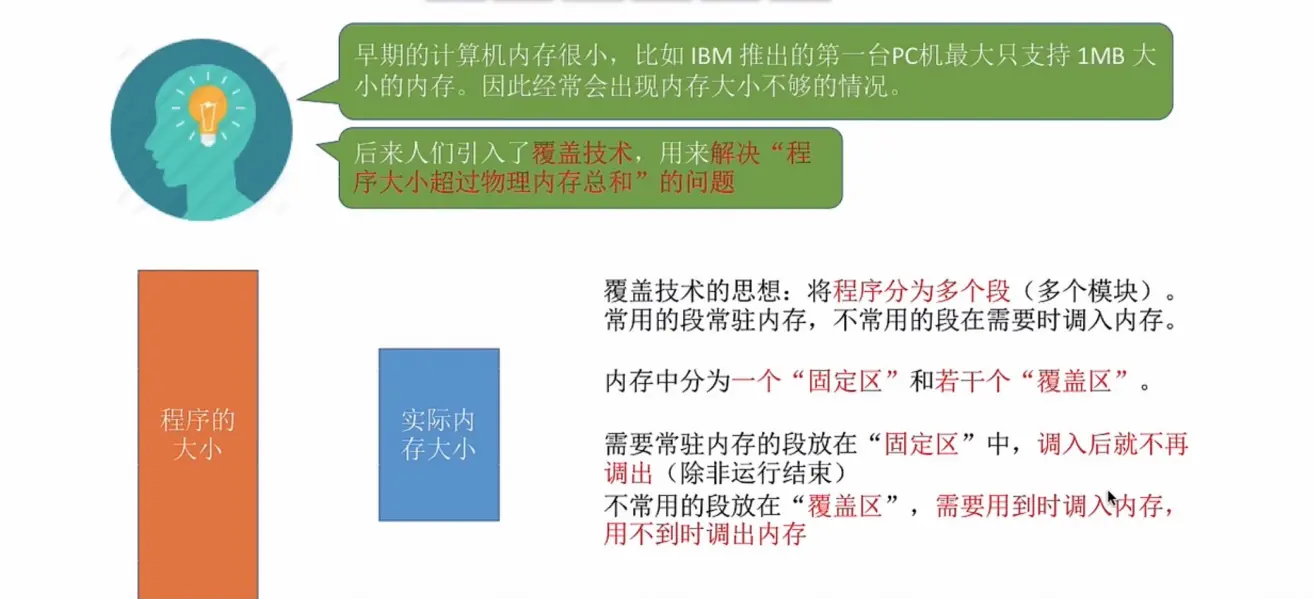 早期的计算机内存很小，比如 IBM 推出的第一台PC机最大只支持 1MB 大
小的内存。因此经常会出现内存大小不够的情况。
后来人们引入了覆盖技术，用来解决“程
序大小超过物理内存总和”的问题
程序的
大小
实际内
存大小
覆盖技术的思想：将程序分为多个段（多个模块）。
常用的段常驻内存，不常用的段在需要时调入内存。
内存中分为一个“固定区”和若干个“覆盖区”。
需要常驻内存的段放在“固定区”中，调入后就不再
调出（除非运行结束）
不常用的段放在“覆盖区”，需要用到时调入内存，
用不到时调出内存